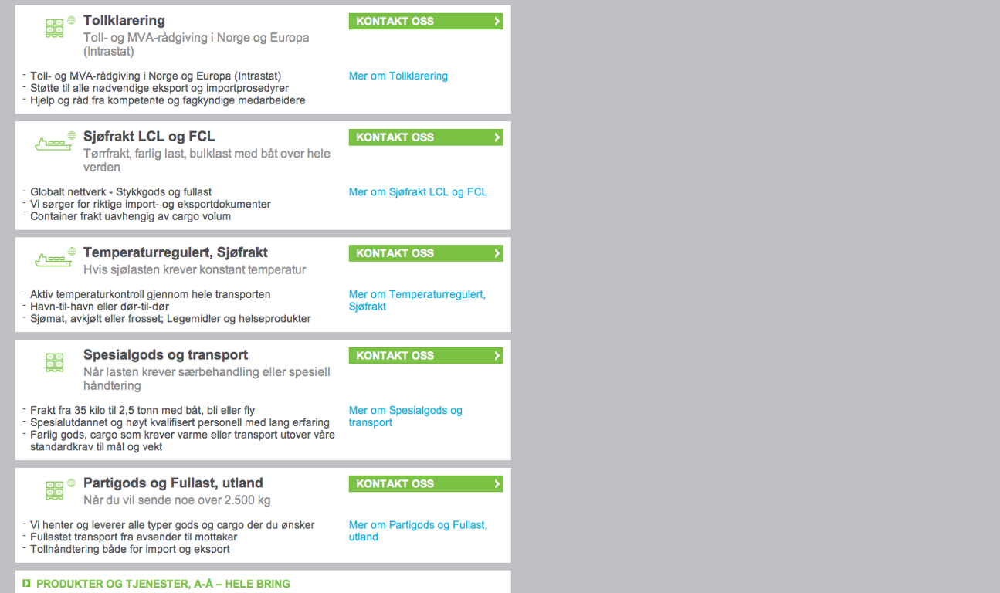 Tollklarering
KONTAKT OSS
Toll- og MVA-rådgiving i Norge og Europa
(Intrastat)
- Toll- og MVA-rådgiving i Norge og Europa (Intrastat)
Mer om Tollklarering
- Støtte til alle nødvendige eksport og importprosedyrer
- Hjelp og råd fra kompetente og fagkyndige medarbeidere
Sjøfrakt LCL og FCL
KONTAKT OSS
Tørrfrakt, farlig last, bulklast med båt over hele
verden
- Globalt nettverk - Stykkgods og fullast
Mer om Sjøfrakt LCL og FCL
- Vi sørger for riktige import- og eksportdokumenter
- Container frakt uavhengig av cargo volum
Temperaturregulert, Sjøfrakt
KONTAKT OSS
Hvis sjølasten krever konstant temperatur
- Aktiv temperaturkontroll gjennom hele transporten
- Havn-til-havn eller dør-til-dør
- Sjømat, avkjølt eller frosset; Legemidler og helseprodukter
Mer om Temperaturregulert,
Sjøfrakt
Spesialgods og transport
KONTAKT OSS
Når lasten krever særbehandling eller spesiell
håndtering
- Frakt fra 35 kilo til 2,5 tonn med båt, bli eller fly
- Spesialutdannet og høyt kvalifisert personell med lang erfaring
- Farlig gods, cargo som krever varme eller transport utover våre
standardkrav til mål og vekt
Mer om Spesialgods og
transport
Partigods og Fullast, utland
KONTAKT OSS
Når du vil sende noe over 2.500 kg
- Vi henter og leverer alle typer gods og cargo der du ønsker
- Fullastet transport fra avsender til mottaker
- Tollhåndtering både for import og eksport
Mer om Partigods og Fullast,
utland
PRODUKTER OG TJENESTER, A-Å – HELE BRING